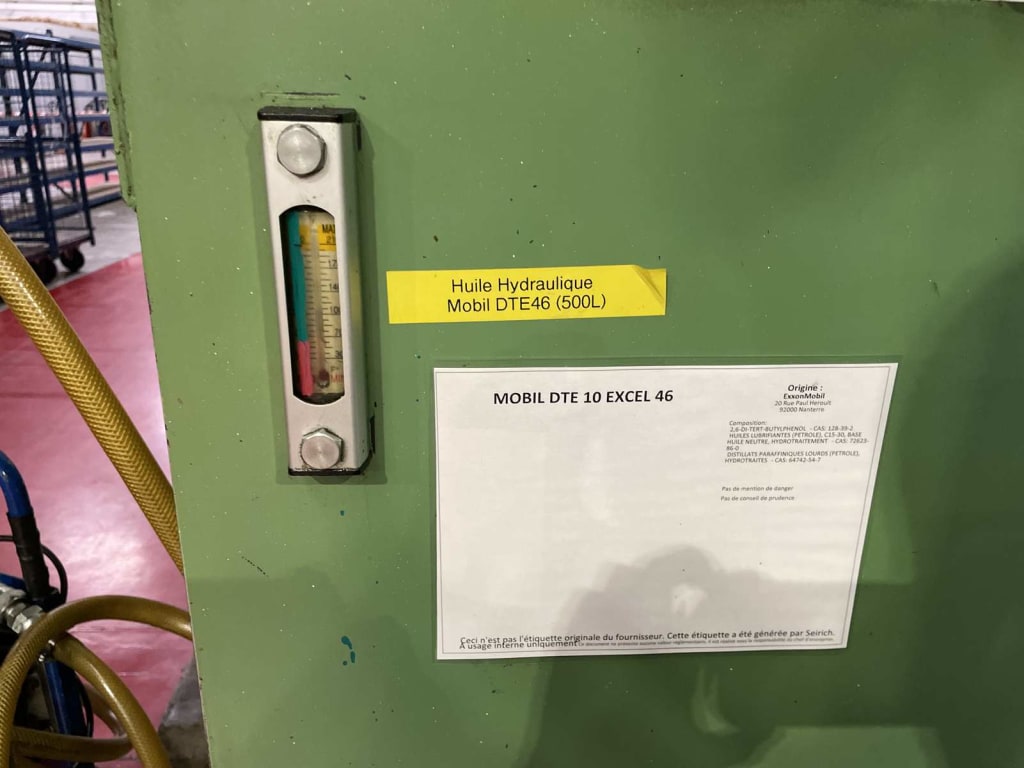 Huile Hydraulique
Mobil DTE46 (500L)
MOBIL DTE 10 EXCEL 46
Origine :
ExxonMobil
20 Rue Paul Herouit
92000 Nanterre
Composition:
2,6-DI-TERT-BUTYLPHENOL - CAS: 128-39-2
HUILES LUBRIFIANTES (PETROLE), C15-30, BASE
HUILE NEUTRE, HYDROTRAITEMENT - CAS: 72623-
86-0
DISTILLATS PARAFFINIQUES LOURDS (PETROLE),
HYDROTRAITES - CAS: 64742-54-7
Pas de mention de danger
Pas de conseil de prudence
Ceci n'est pas l'étiquette originale du fournisseur. Cette étiquette a été générée par Seirich.
A usage interne uniquement